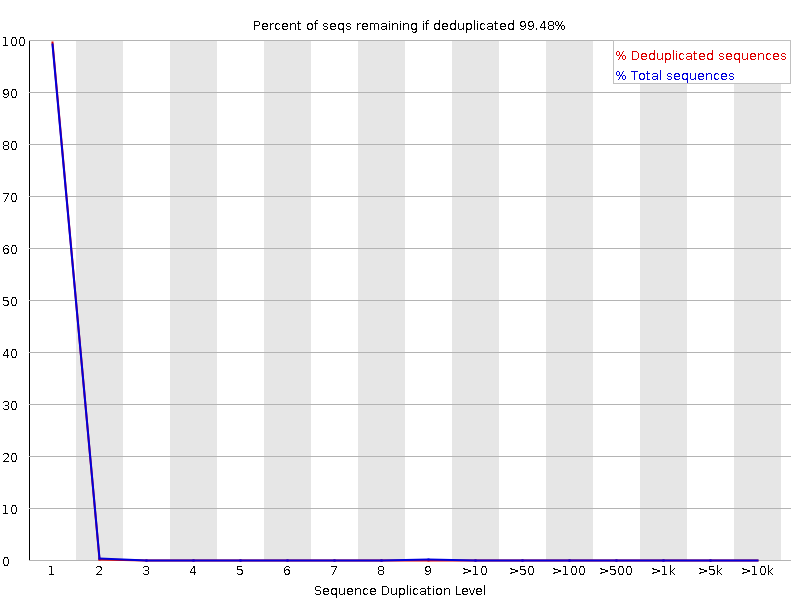 Percent of seqs remaining if deduplicated 99.48%
% Deduplicated sequences
% Total sequences
100
90
80
70
60
50
40
30
20
10
0
1 2 3 4 5 6 7 8 9 >10 >50 >100 >500 >1k >5k >10k
Sequence Duplication Level